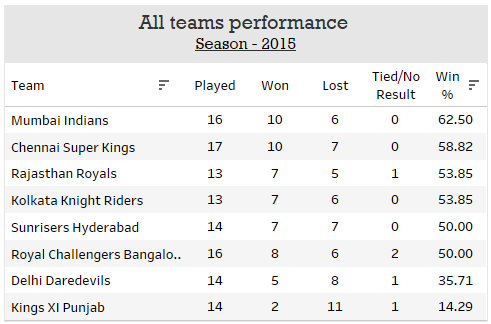 All teams performance
Season - 2015
Team Played Won Lost Tied/No Result Win %
Mumbai Indians 16 10 6 0 62.50
Chennai Super Kings 17 10 7 0 58.82
Rajasthan Royals 13 7 5 1 53.85
Kolkata Knight Riders 13 7 6 0 53.85
Sunrisers Hyderabad 14 7 7 0 50.00
Royal Challengers Bangalo.. 16 8 6 2 50.00
Delhi Daredevils 14 5 8 1 35.71
Kings XI Punjab 14 2 11 1 14.29